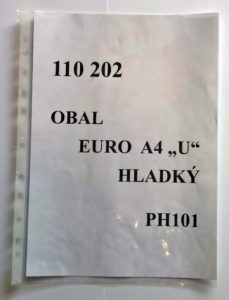 110 202
OBAL
EURO A4 „U“
HLADKÝ
PH101